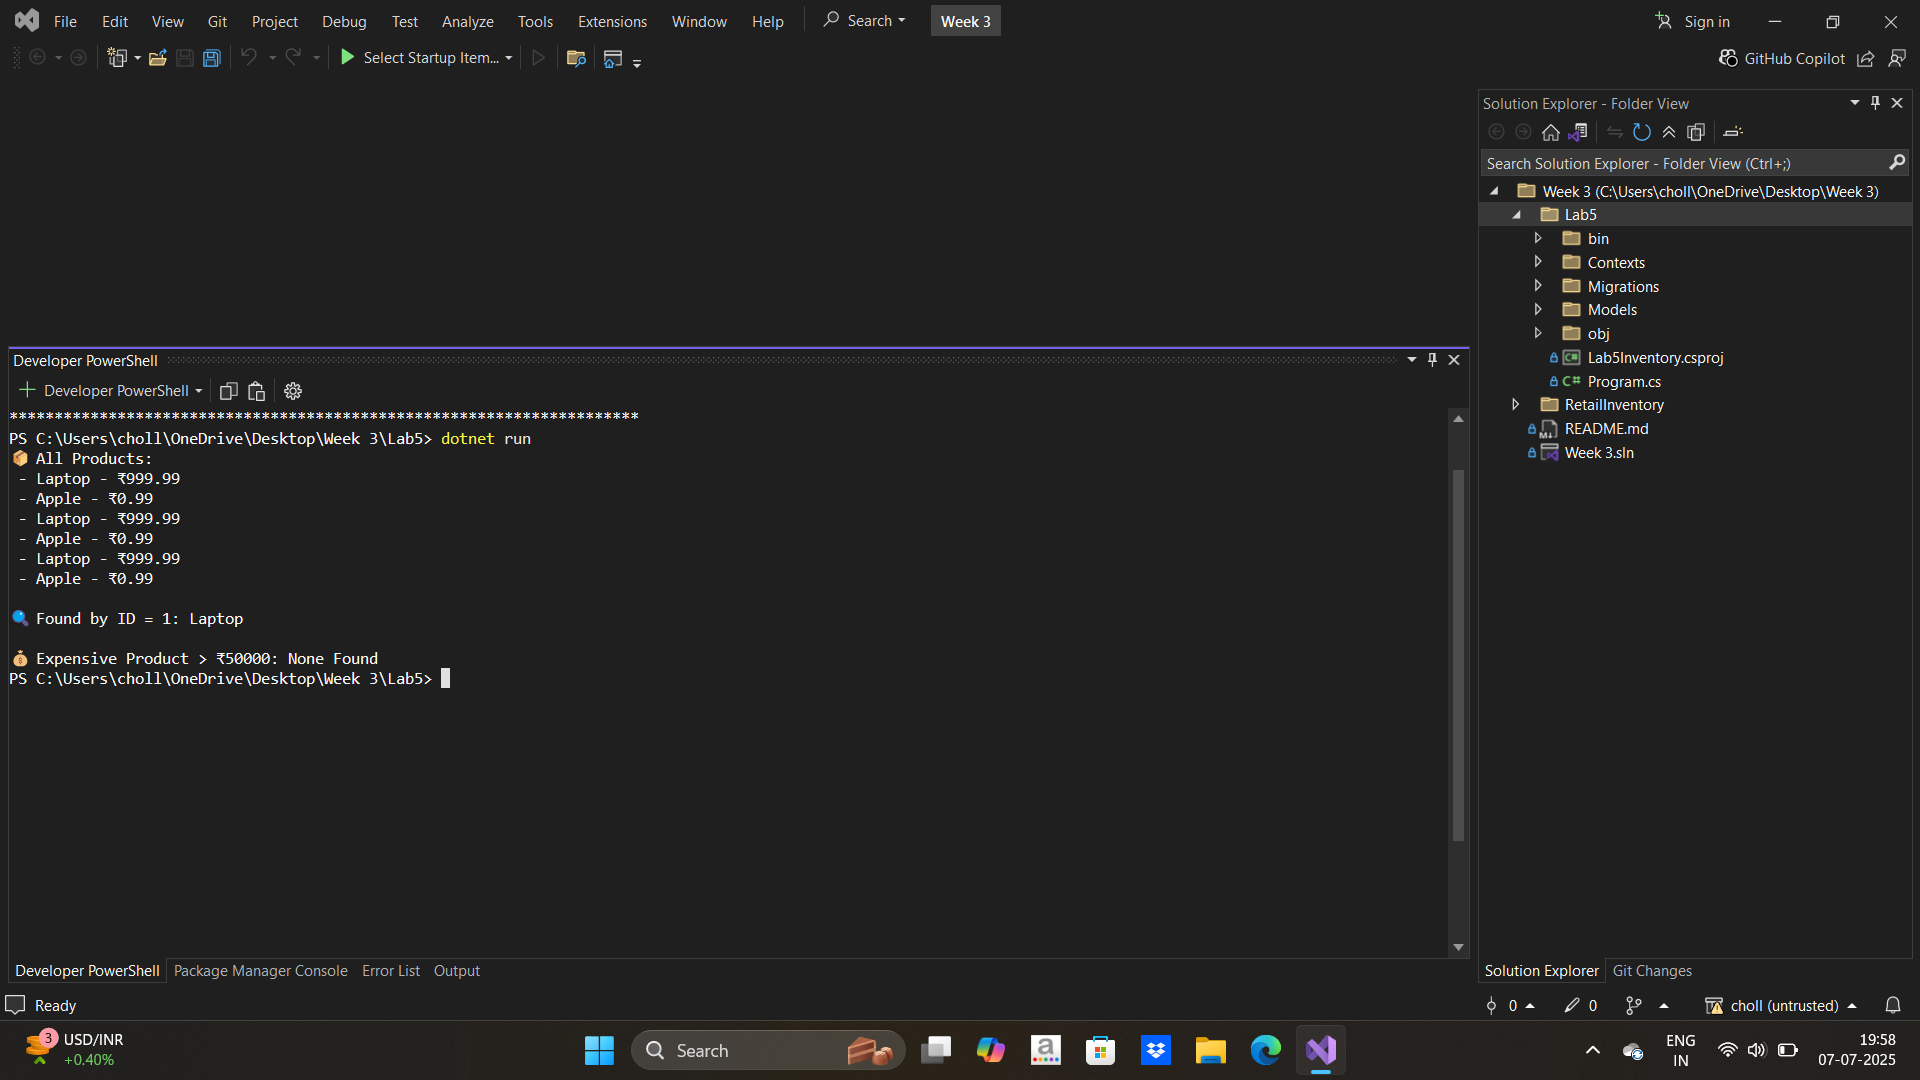 File Edit View Git Project Debug Test Analyze Tools Extensions Window Help Search Week 3 Sign in
Select Startup Item... GitHub Copilot
Solution Explorer - Folder View
Search Solution Explorer - Folder View (Ctrl+;)
Week 3 (C:\Users\choll\OneDrive\Desktop\Week 3)
Lab5
bin
Contexts
Migrations
Models
obj
Lab5Inventory.csproj
Program.cs
RetailInventory
README.md
Week 3.sln
Developer PowerShell
Developer PowerShell
**********************************************************************
PS C:\Users\choll\OneDrive\Desktop\Week 3\Lab5> dotnet run
📦 All Products:
- Laptop - ₹999.99
- Apple - ₹0.99
- Laptop - ₹999.99
- Apple - ₹0.99
- Laptop - ₹999.99
- Apple - ₹0.99
🔍 Found by ID = 1: Laptop
💰 Expensive Product > ₹50000: None Found
PS C:\Users\choll\OneDrive\Desktop\Week 3\Lab5>
Developer PowerShell Package Manager Console Error List Output
Solution Explorer Git Changes
Ready 0 0 choll (untrusted)
3 USD/INR
+0.40%
Search
ENG
IN
19:58
07-07-2025